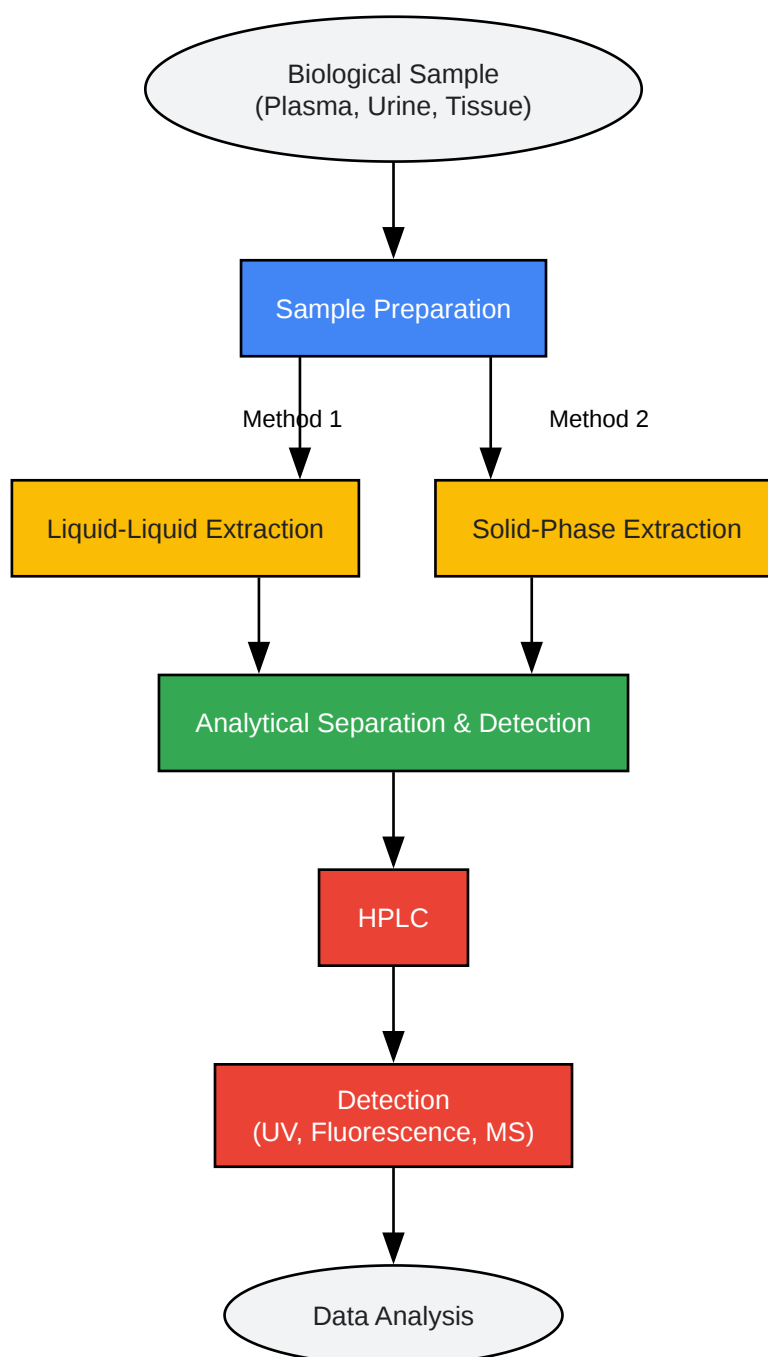 Biological Sample
(Plasma, Urine, Tissue)
Sample Preparation
Method 1
Method 2
Liquid-Liquid Extraction
Solid-Phase Extraction
Analytical Separation & Detection
HPLC
Detection
(UV, Fluorescence, MS)
Data Analysis